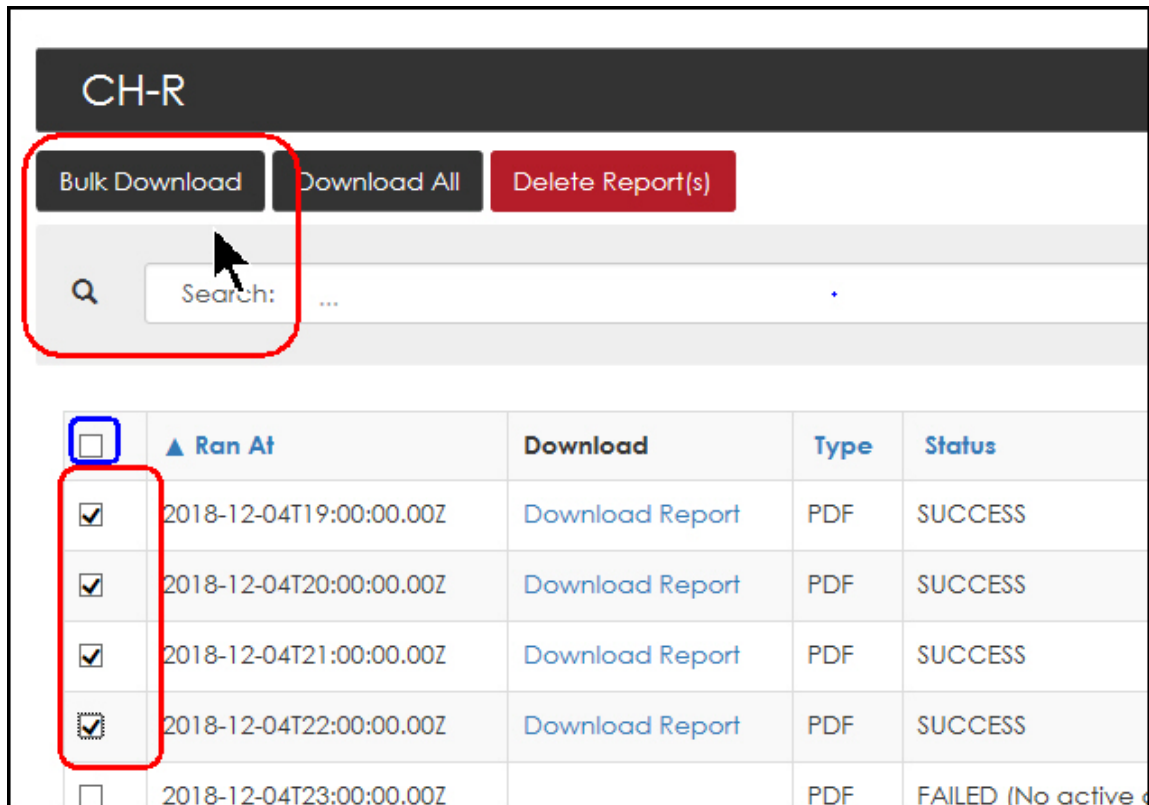 CH-R
Bulk Download Download All Delete Report(s)
Search: ...
▲ Ran At Download Type Status
2018-12-04T19:00:00.00Z Download Report PDF SUCCESS
2018-12-04T20:00:00.00Z Download Report PDF SUCCESS
2018-12-04T21:00:00.00Z Download Report PDF SUCCESS
2018-12-04T22:00:00.00Z Download Report PDF SUCCESS
2018-12-04T23:00:00.00Z PDF FAILED (No active